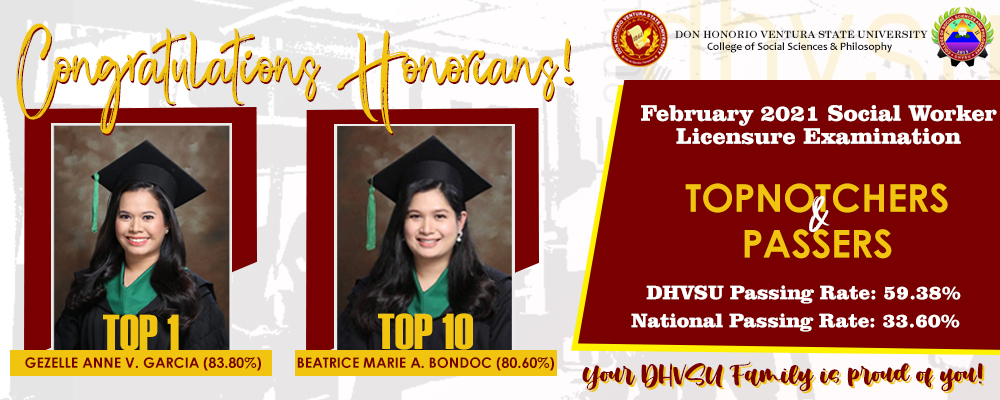 Congratulations Honorians!
DON HONORIO VENTURA STATE UNIVERSITY
College of Social Sciences & Philosophy
TOP 1
GEZELLE ANNE V. GARCIA (83.80%)
TOP 10
BEATRICE MARIE A. BONDOC (80.60%)
February 2021 Social Worker
Licensure Examination
TOPNOTCHERS
&
PASSERS
DHVSU Passing Rate: 59.38%
National Passing Rate: 33.60%
Your DHVSU Family is proud of you!
dhvsu